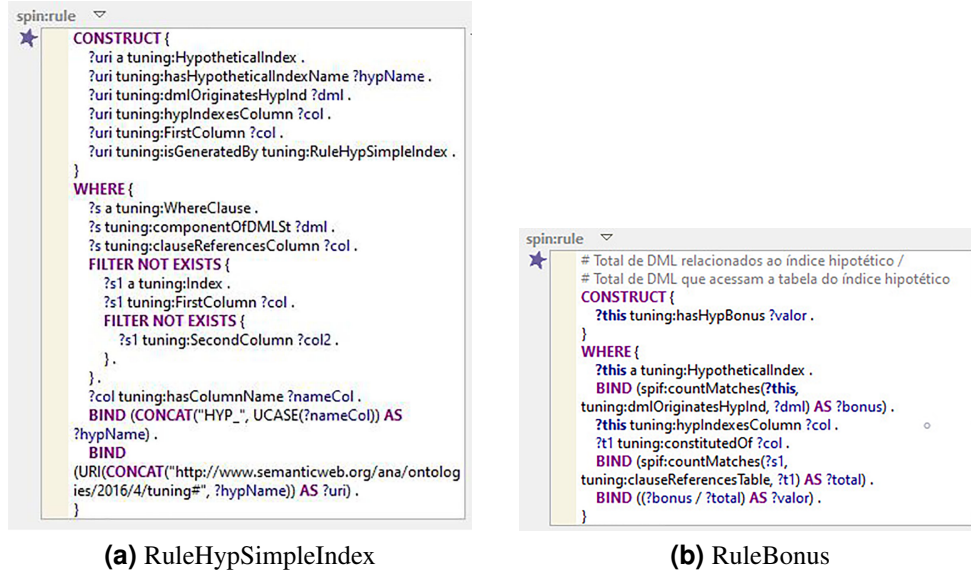 spin:rule
CONSTRUCT {
?uri a tuning:HypotheticalIndex .
?uri tuning:hasHypotheticalIndexName ?hypName .
?uri tuning:dmlOriginatesHypInd ?dml .
?uri tuning:hypIndexesColumn ?col .
?uri tuning:FirstColumn ?col .
?uri tuning:isGeneratedBy tuning:RuleHypSimpleIndex .
}
WHERE {
?s a tuning:WhereClause .
?s tuning:componentOfDMLSt ?dml .
?s tuning:clauseReferencesColumn ?col .
FILTER NOT EXISTS {
?s1 a tuning:Index .
?s1 tuning:FirstColumn ?col .
FILTER NOT EXISTS {
?s1 tuning:SecondColumn ?col2 .
} .
} .
?col tuning:hasColumnName ?nameCol .
BIND (CONCAT("HYP_", UCASE(?nameCol)) AS
?hypName) .
BIND
(URI(CONCAT("http://www.semanticweb.org/ana/ontolog
ies/2016/4/tuning#", ?hypName)) AS ?uri) .
}
(a) RuleHypSimpleIndex
spin:rule
# Total de DML relacionados ao índice hipotético /
# Total de DML que acessam a tabela do índice hipotético
CONSTRUCT {
?this tuning:hasHypBonus ?valor .
}
WHERE {
?this a tuning:HypotheticalIndex .
BIND (spif:countMatches(?this,
tuning:dmlOriginatesHypInd, ?dml) AS ?bonus) .
?this tuning:hypIndexesColumn ?col .
?t1 tuning:constitutedOf ?col .
BIND (spif:countMatches(?s1,
tuning:clauseReferencesTable, ?t1) AS ?total) .
BIND ((?bonus / ?total) AS ?valor) .
}
(b) RuleBonus